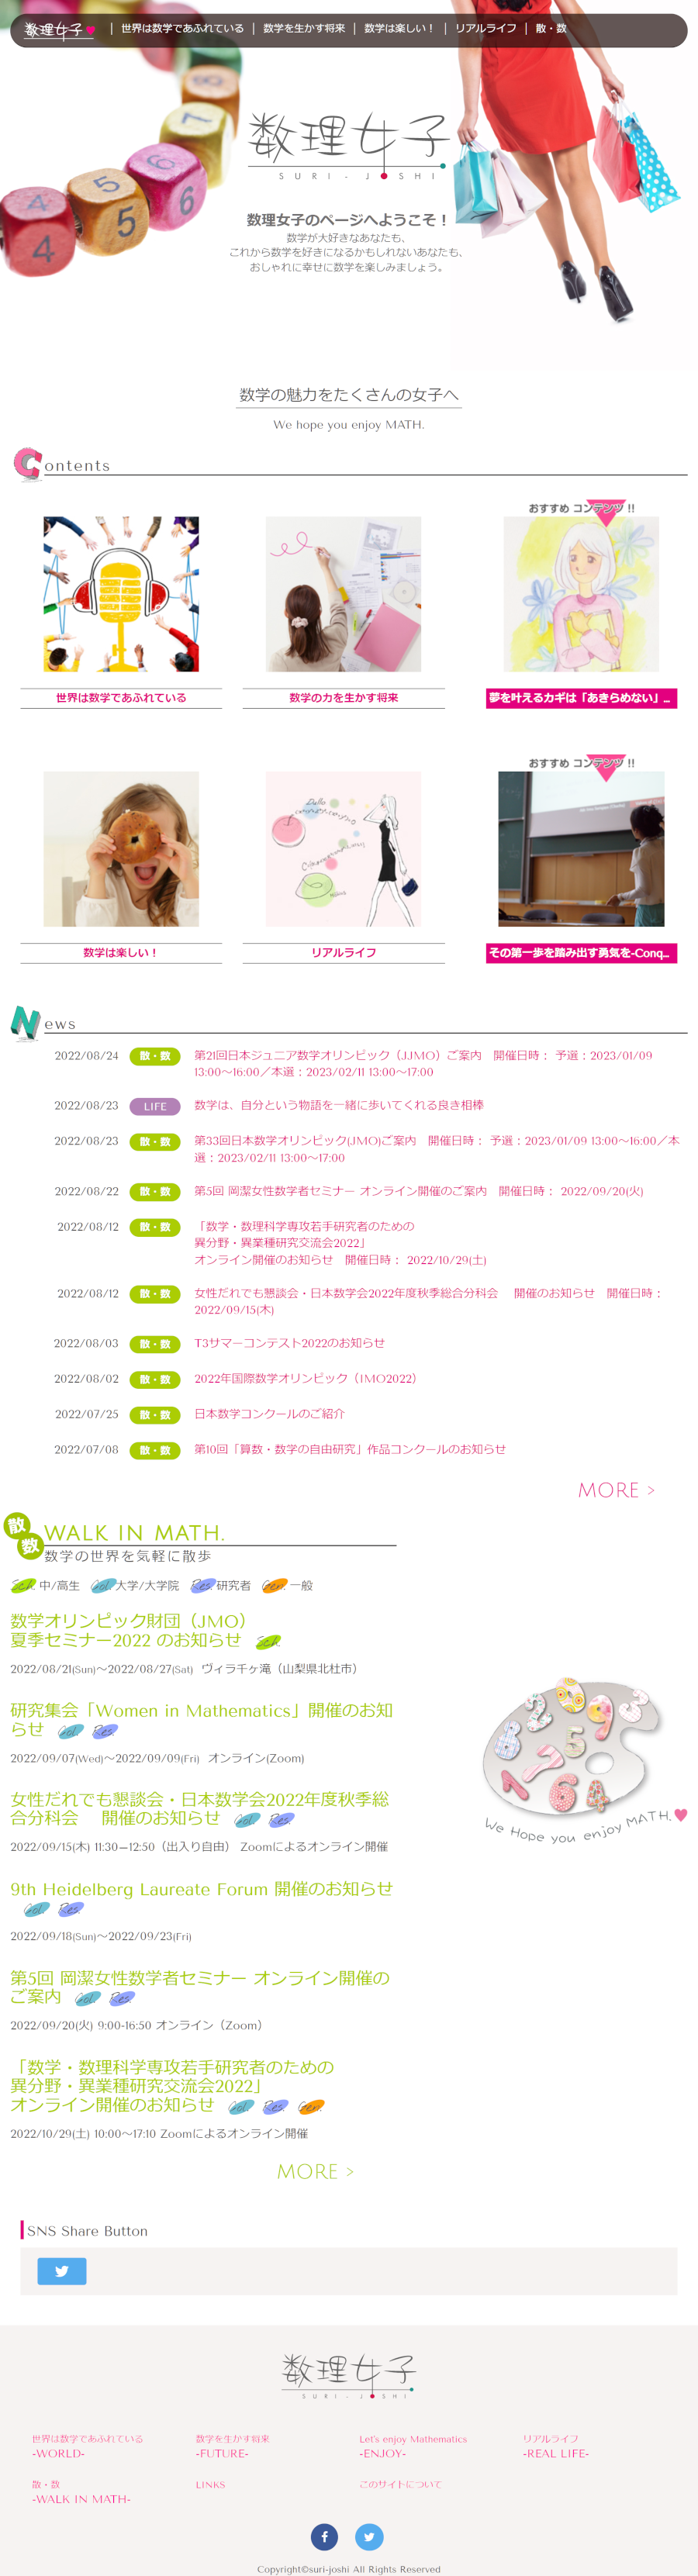 数理女子
世界は数学であふれている
数学を生かす将来
数学は楽しい！
リアルライフ
散・数
数理女子
SURI-JOSHI
数理女子のページへようこそ！
数学が大好きなあなたも、
これから数学を好きになるかもしれないあなたも、
おしゃれに幸せに数学を楽しみましょう。
数学の魅力をたくさんの女子へ
We hope you enjoy MATH.
Contents
おすすめ コンテンツ !!
世界は数学であふれている
数学の力を生かす将来
夢を叶えるカギは「あきらめない」...
おすすめ コンテンツ !!
数学は楽しい！
リアルライフ
その第一歩を踏み出す勇気を-Conq...
News
2022/08/24 散・数 第21回日本ジュニア数学オリンピック（JJMO）ご案内　開催日時： 予選：2023/01/09
13:00～16:00／本選：2023/02/11 13:00～17:00
2022/08/23 LIFE 数学は、自分という物語を一緒に歩いてくれる良き相棒
2022/08/23 散・数 第33回日本数学オリンピック(JMO)ご案内　開催日時： 予選：2023/01/09 13:00～16:00／本
選：2023/02/11 13:00～17:00
2022/08/22 散・数 第5回 岡潔女性数学者セミナー オンライン開催のご案内　開催日時： 2022/09/20(火)
2022/08/12 散・数 「数学・数理科学専攻若手研究者のための
異分野・異業種研究交流会2022」
オンライン開催のお知らせ　開催日時： 2022/10/29(土)
2022/08/12 散・数 女性だれでも懇談会・日本数学会2022年度秋季総合分科会　 開催のお知らせ　開催日時：
2022/09/15(木)
2022/08/03 散・数 T3サマーコンテスト2022のお知らせ
2022/08/02 散・数 2022年国際数学オリンピック（IMO2022）
2022/07/25 散・数 日本数学コンクールのご紹介
2022/07/08 散・数 第10回「算数・数学の自由研究」作品コンクールのお知らせ
MORE >
散数 WALK IN MATH.
数学の世界を気軽に散歩
Sch. 中/高生 Col. 大学/大学院 Res. 研究者 Gen. 一般
数学オリンピック財団（JMO）
夏季セミナー2022 のお知らせ Sch.
2022/08/21(Sun)～2022/08/27(Sat) ヴィラ千ヶ滝（山梨県北杜市）
研究集会「Women in Mathematics」開催のお知
らせ Col. Res.
2022/09/07(Wed)～2022/09/09(Fri) オンライン(Zoom)
女性だれでも懇談会・日本数学会2022年度秋季総
合分科会　 開催のお知らせ Col. Res.
2022/09/15(木) 11:30—12:50（出入り自由） Zoomによるオンライン開催
9th Heidelberg Laureate Forum 開催のお知らせ
Col. Res.
2022/09/18(Sun)～2022/09/23(Fri)
第5回 岡潔女性数学者セミナー オンライン開催の
ご案内 Col. Res.
2022/09/20(火) 9:00-16:50 オンライン（Zoom）
「数学・数理科学専攻若手研究者のための
異分野・異業種研究交流会2022」
オンライン開催のお知らせ Col. Res. Gen.
2022/10/29(土) 10:00～17:10 Zoomによるオンライン開催
MORE >
We Hope you enjoy MATH.
SNS Share Button
数理女子
SURI-JOSHI
世界は数学であふれている
-WORLD-
数学を生かす将来
-FUTURE-
Let's enjoy Mathematics
-ENJOY-
リアルライフ
-REAL LIFE-
散・数
-WALK IN MATH-
LINKS
このサイトについて
Copyright©suri-joshi All Rights Reserved